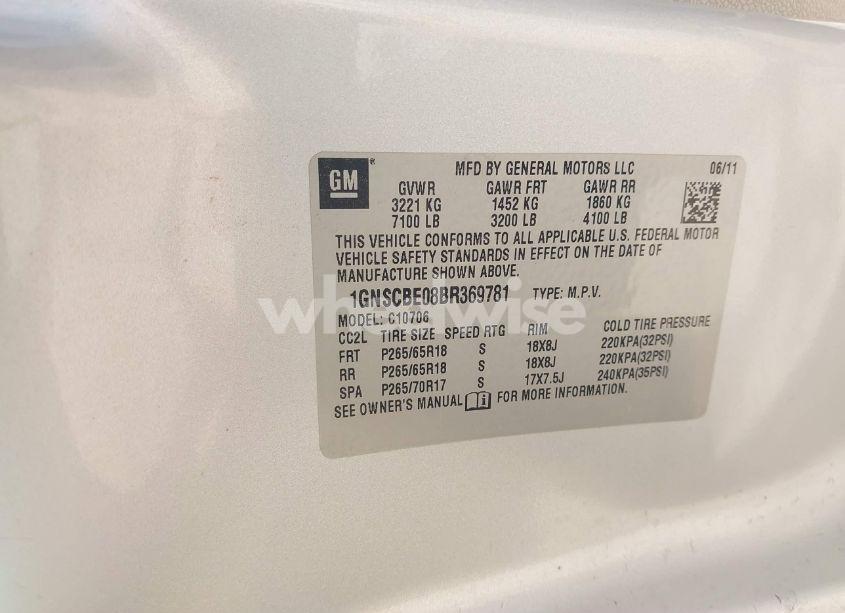 GM
MFD BY GENERAL MOTORS LLC 06/11
GVWR GAWR FRT GAWR RR
3221 KG 1452 KG 1860 KG
7100 LB 3200 LB 4100 LB
THIS VEHICLE CONFORMS TO ALL APPLICABLE U.S. FEDERAL MOTOR
VEHICLE SAFETY STANDARDS IN EFFECT ON THE DATE OF
MANUFACTURE SHOWN ABOVE.
1GNSCBE08BR369781 TYPE: M.P.V.
wheelwise
MODEL: C10706
CC2L TIRE SIZE SPEED RTG RIM COLD TIRE PRESSURE
FRT P265/65R18 S 18X8J 220KPA(32PSI)
RR P265/65R18 S 18X8J 220KPA(32PSI)
SPA P265/70R17 S 17X7.5J 240KPA(35PSI)
SEE OWNER'S MANUAL FOR MORE INFORMATION.